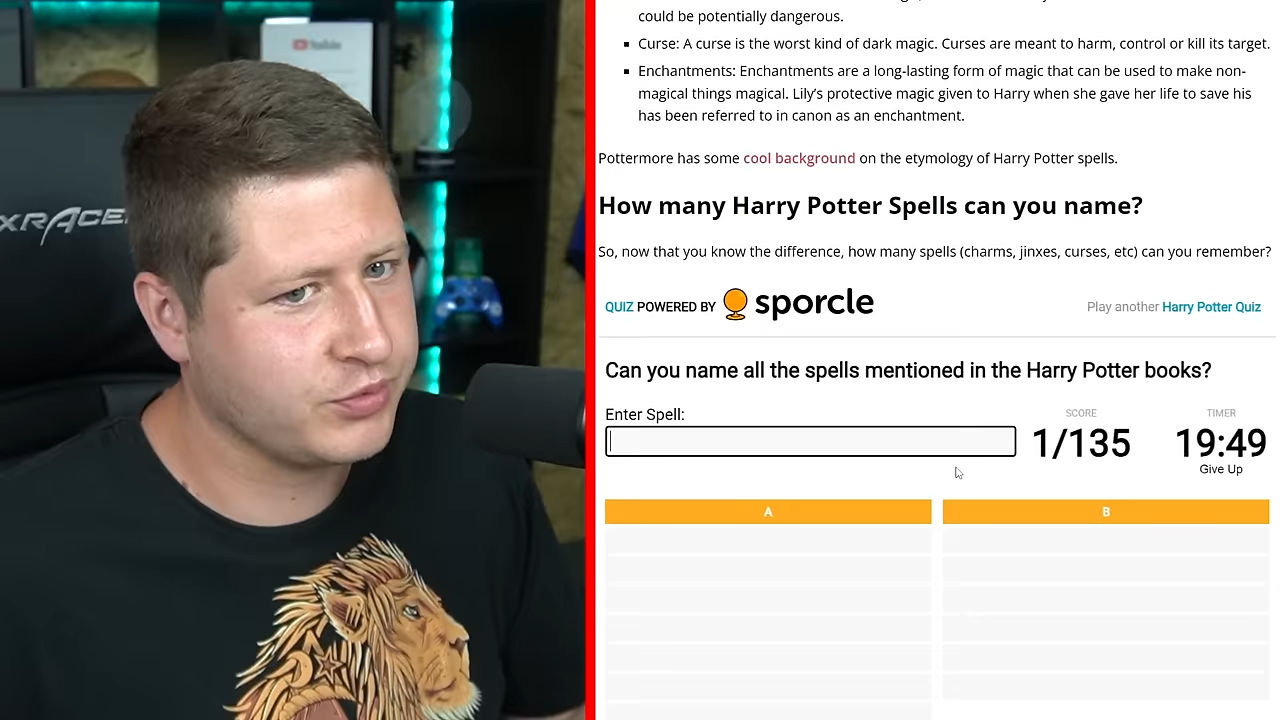 YouTube
XRACE
could be potentially dangerous.
Curse: A curse is the worst kind of dark magic. Curses are meant to harm, control or kill its target.
Enchantments: Enchantments are a long-lasting form of magic that can be used to make non-
magical things magical. Lily's protective magic given to Harry when she gave her life to save his
has been referred to in canon as an enchantment.
Pottermore has some cool background on the etymology of Harry Potter spells.
How many Harry Potter Spells can you name?
So, now that you know the difference, how many spells (charms, jinxes, curses, etc) can you remember?
QUIZ POWERED BY sporcle
Play another Harry Potter Quiz
Can you name all the spells mentioned in the Harry Potter books?
Enter Spell:
SCORE
TIMER
1/135
19:49
Give Up
A
B